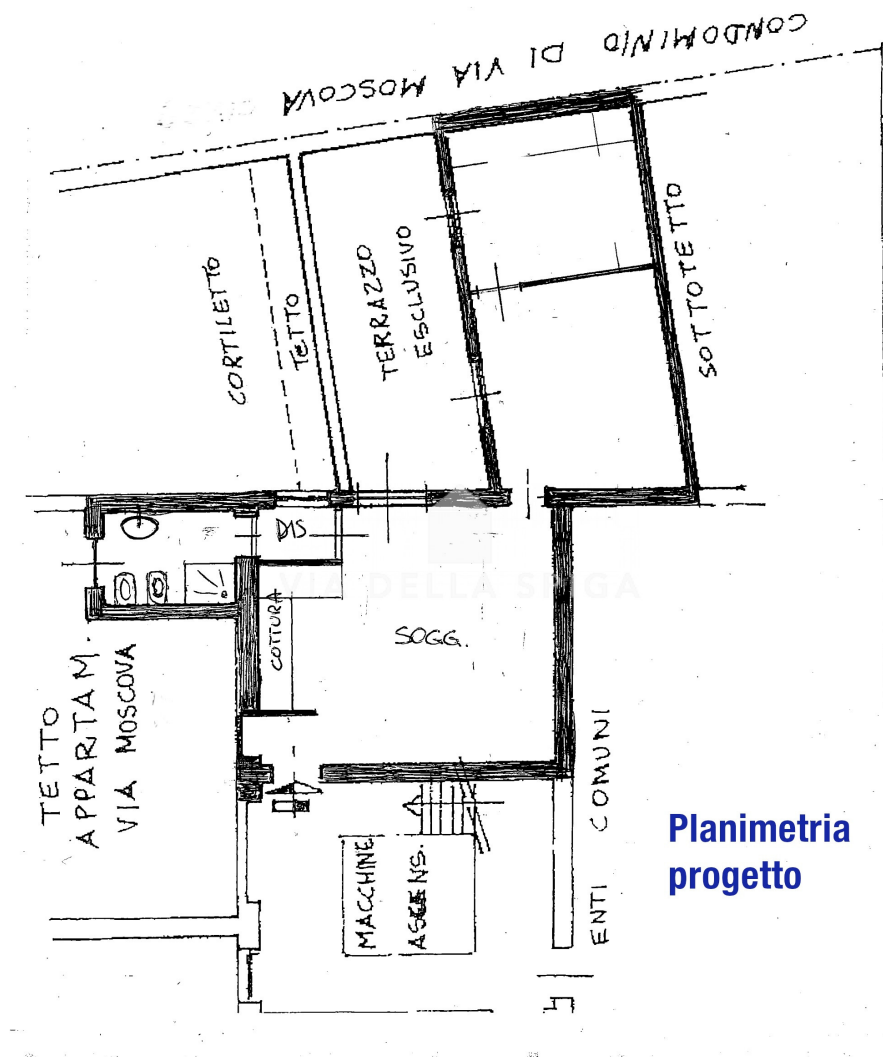 CONDOMINIO DI VIA MOSCOVA
CORTILETTO
TETTO
TERRAZZO
ESCLUSIVO
SOTTOTETTO
DIS
VIA DELLA SPIGA
COTTURA
SOGG.
TETTO
APPARTAM.
VIA MOSCOVA
MACCHINE
ASCENS.
ENTI COMUNI
Planimetria
progetto